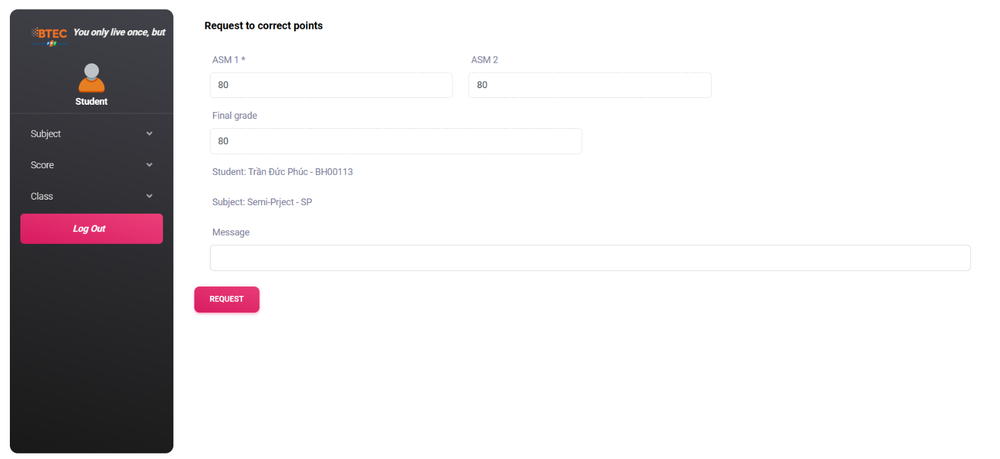 BTEC
FPT
You only live once, but
Student
Subject
Score
Class
Log Out
Request to correct points
ASM 1 *
ASM 2
80
80
Final grade
80
Student: Trần Đức Phúc - BH00113
Subject: Semi-Prject - SP
Message
REQUEST